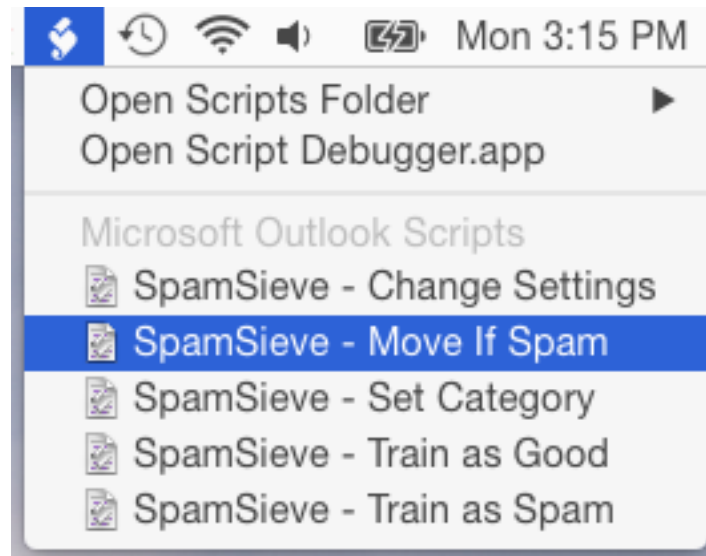 Mon 3:15 PM
Open Scripts Folder
Open Script Debugger.app
Microsoft Outlook Scripts
SpamSieve - Change Settings
SpamSieve - Move If Spam
SpamSieve - Set Category
SpamSieve - Train as Good
SpamSieve - Train as Spam